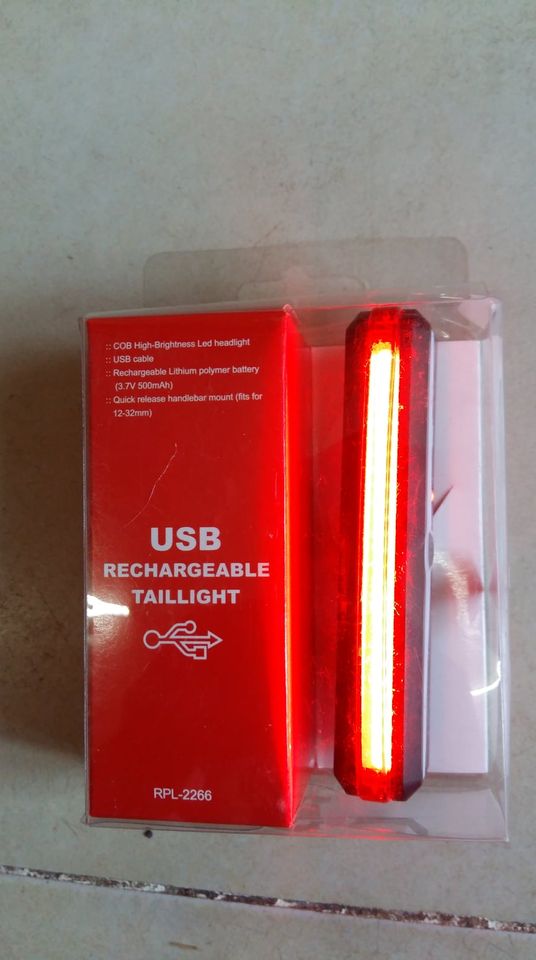 :: COB High-Brightness Led headlight
:: USB cable
:: Rechargeable Lithium polymer battery
(3.7V 500mAh)
:: Quick release handlebar mount (fits for
12-32mm)
USB
RECHARGEABLE
TAILLIGHT
RPL-2266